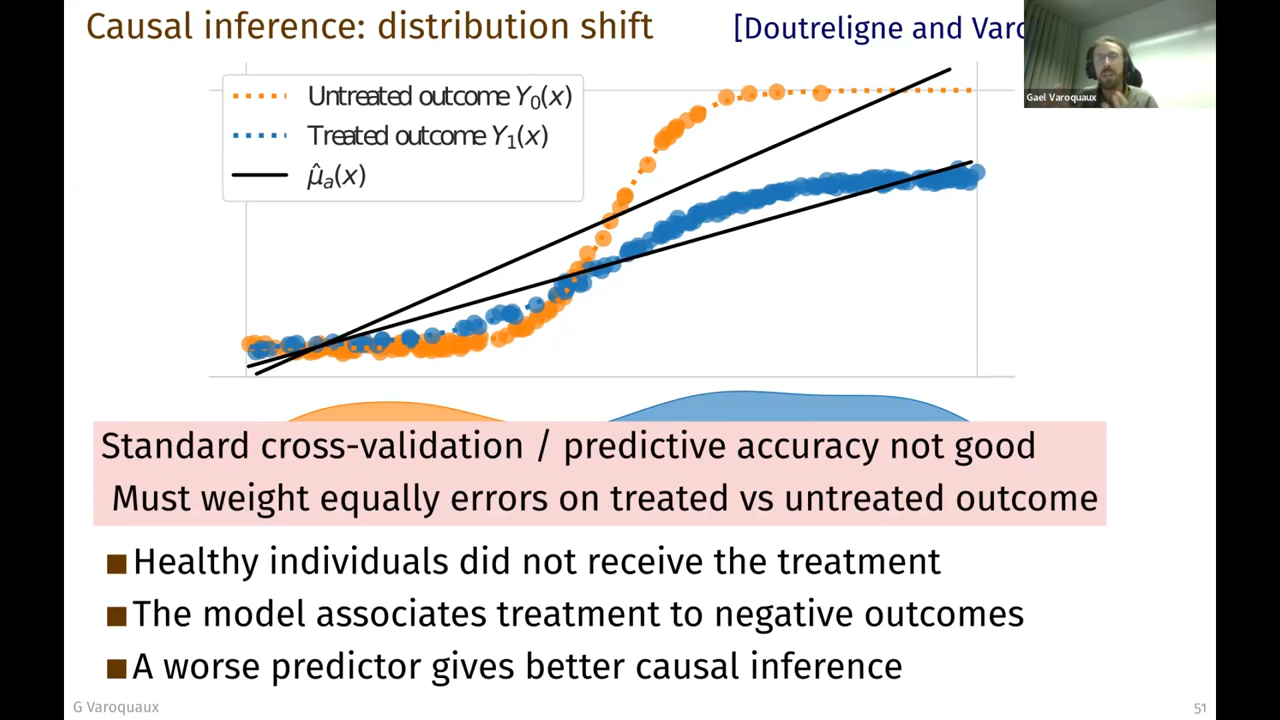 Causal inference: distribution shift
[Doutreligne and
Gael Varoquaux
Untreated outcome Y₀(x)
Treated outcome Y₁(x)
μ̂ₐ(x)
Standard cross-validation / predictive accuracy not good
Must weight equally errors on treated vs untreated outcome
■ Healthy individuals did not receive the treatment
■ The model associates treatment to negative outcomes
■ A worse predictor gives better causal inference
G Varoquaux
51